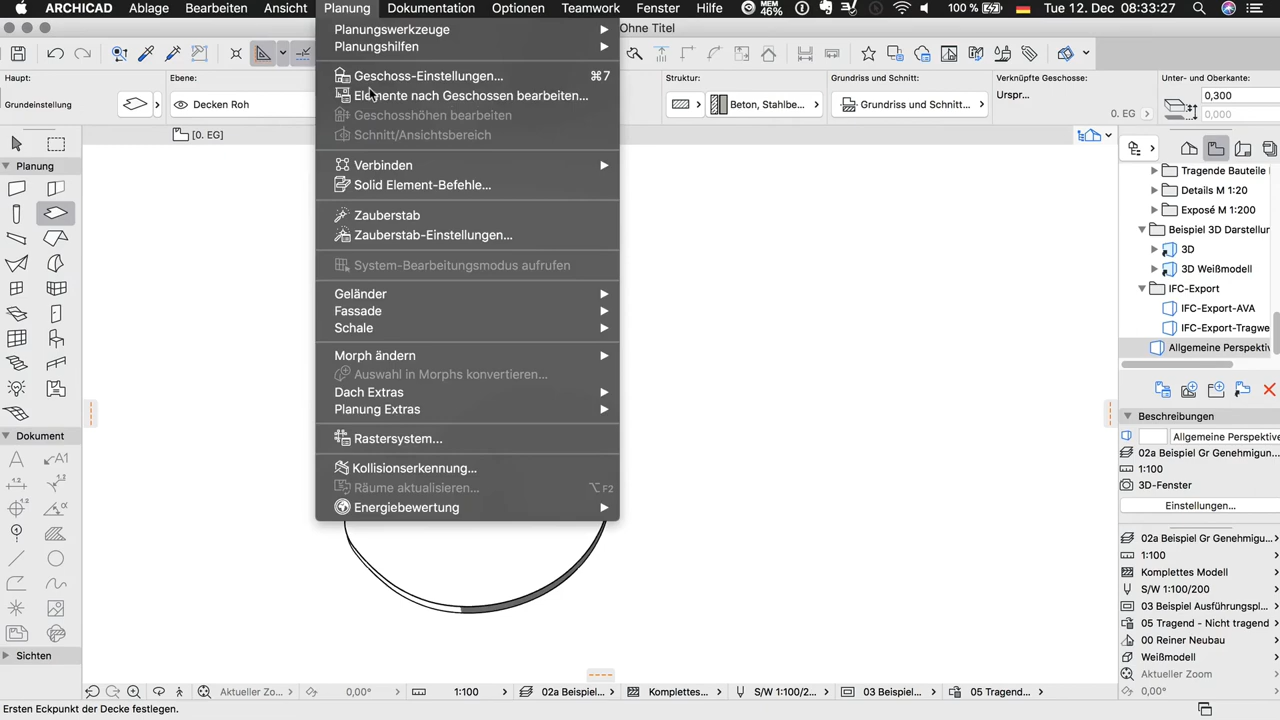 ARCHICAD Ablage Bearbeiten Ansicht Planung Dokumentation Optionen Teamwork Fenster Hilfe MEM 46% 100 % Tue 12. Dec 08:33:27
Ohne Titel
Haupt: Ebene: Struktur: Grundriss und Schnitt: Verknüpfte Geschosse: Unter- und Oberkante:
Grundeinstellung Decken Roh Beton, Stahlbe... Grundriss und Schnitt... Urspr... 0,300
0. EG 0,000
[0. EG]
Planungswerkzeuge
Planungshilfen
Geschoss-Einstellungen... ⌘7
Elemente nach Geschossen bearbeiten...
Geschosshöhen bearbeiten
Schnitt/Ansichtsbereich
Verbinden
Solid Element-Befehle...
Zauberstab
Zauberstab-Einstellungen...
System-Bearbeitungsmodus aufrufen
Geländer
Fassade
Schale
Morph ändern
Auswahl in Morphs konvertieren...
Dach Extras
Planung Extras
Rastersystem...
Kollisionserkennung...
Räume aktualisieren... ⌥F2
Energiebewertung
Planung
Dokument
A A1
Sichten
Tragende Bauteile
Details M 1:20
Exposé M 1:200
Beispiel 3D Darstellur
3D
3D Weißmodell
IFC-Export
IFC-Export-AVA
IFC-Export-Tragwe
Allgemeine Perspektiv
Beschreibungen
Allgemeine Perspektive
02a Beispiel Gr Genehmigun
1:100
3D-Fenster
Einstellungen...
02a Beispiel Gr Genehmigu...
1:100
Komplettes Modell
S/W 1:100/200
03 Beispiel Ausführungspl...
05 Tragend - Nicht tragend
00 Reiner Neubau
Weißmodell
Aktueller Zoom
0,00°
Aktueller Zo... 0,00° 1:100 02a Beispiel... Komplettes... S/W 1:100/2... 03 Beispiel... 05 Tragend...
Ersten Eckpunkt der Decke festlegen.